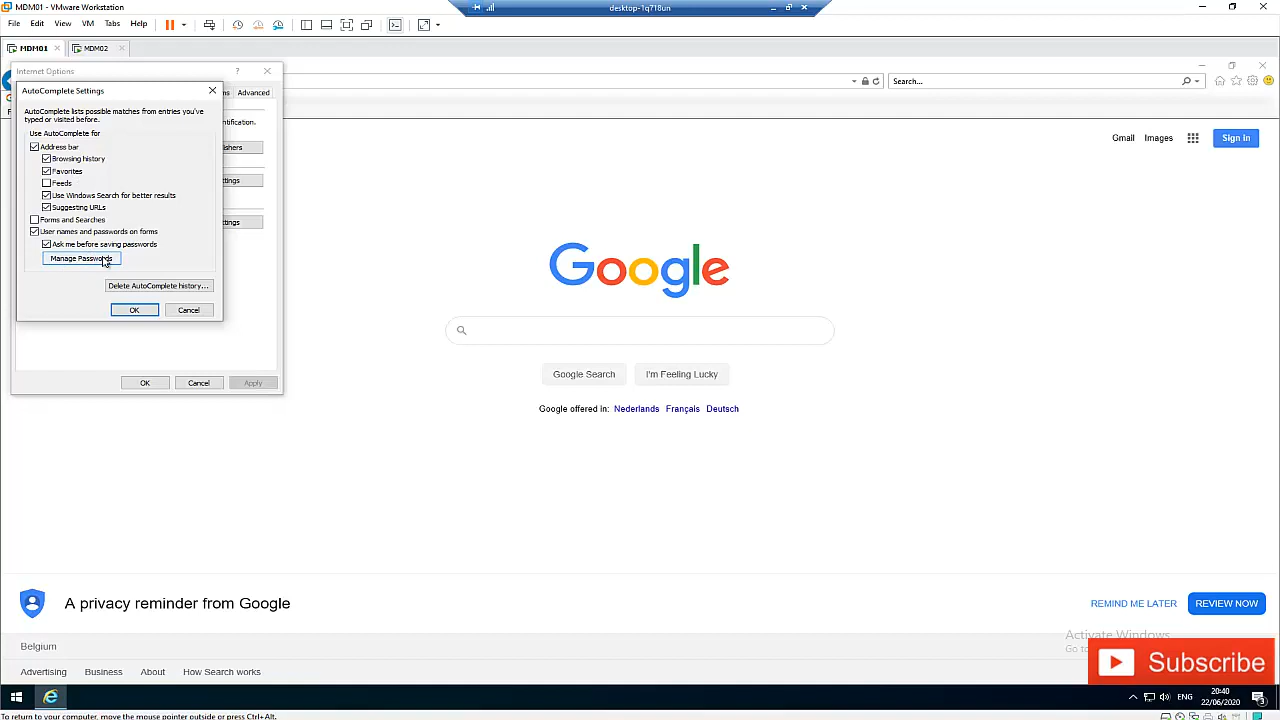 MDM01 - VMware Workstation
desktop-1q718un
File Edit View VM Tabs Help
MDM01 MDM02
Internet Options
AutoComplete Settings
Advanced
Search...
AutoComplete lists possible matches from entries you've
typed or visited before.
Use AutoComplete for
Address bar
Browsing history
Favorites
Feeds
Use Windows Search for better results
Suggesting URLs
Forms and Searches
User names and passwords on forms
Ask me before saving passwords
Manage Passwords
Delete AutoComplete history...
OK Cancel
OK Cancel Apply
Gmail Images Sign in
Google
Google Search I'm Feeling Lucky
Google offered in: Nederlands Français Deutsch
A privacy reminder from Google
REMIND ME LATER REVIEW NOW
Activate Windows
Go to
Belgium
Advertising Business About How Search works
Subscribe
ENG
20:40
22/06/2020
To return to your computer, move the mouse pointer outside or press Ctrl+Alt.